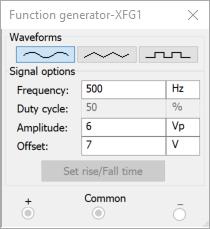 Function generator-XFG1
Waveforms
Signal options
Frequency: 500 Hz
Duty cycle: 50 %
Amplitude: 6 Vp
Offset: 7 V
Set rise/Fall time
+ Common −